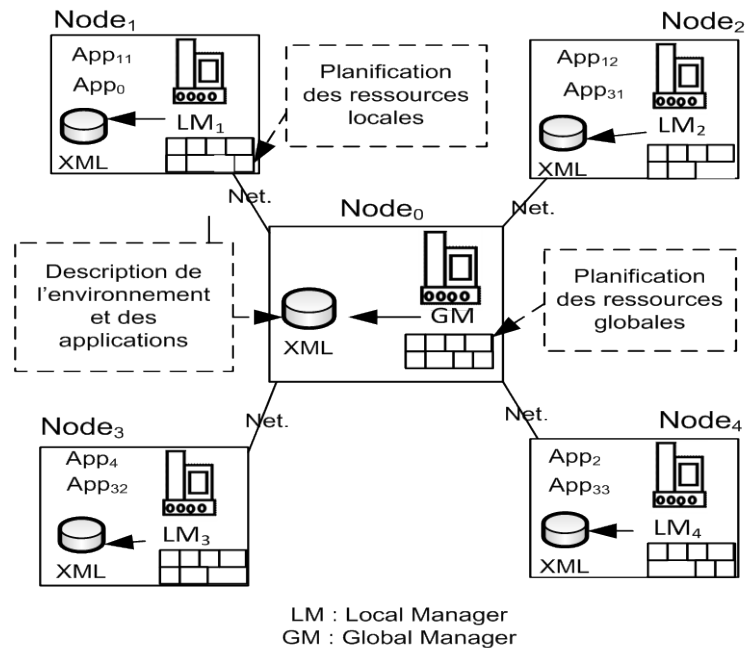 Node₁
App₁₁
App₀
LM₁
XML
Planification
des ressources
locales
Node₂
App₁₂
App₃₁
LM₂
XML
Net.
Net.
Node₀
GM
XML
Description de
l'environnement
et des
applications
Planification
des ressources
globales
Net.
Net.
Node₃
App₄
App₃₂
LM₃
XML
Node₄
App₂
App₃₃
LM₄
XML
LM : Local Manager
GM : Global Manager